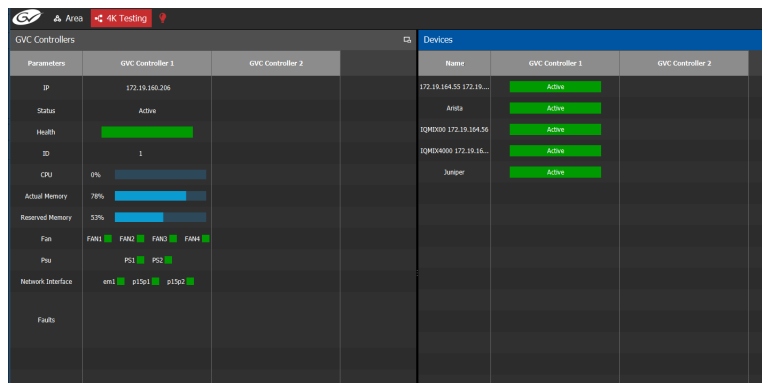 GV Area 4K Testing
GVC Controllers
Parameters GVC Controller 1 GVC Controller 2
IP 172.19.160.206
Status Active
Health
ID 1
CPU 0%
Actual Memory 78%
Reserved Memory 53%
Fan FAN1 FAN2 FAN3 FAN4
Psu PS1 PS2
Network Interface em1 p15p1 p15p2
Faults
Devices
Name GVC Controller 1 GVC Controller 2
172.19.164.55 172.19.... Active
Arista Active
IQMIX00 172.19.164.56 Active
IQMIX4000 172.19.16... Active
Juniper Active